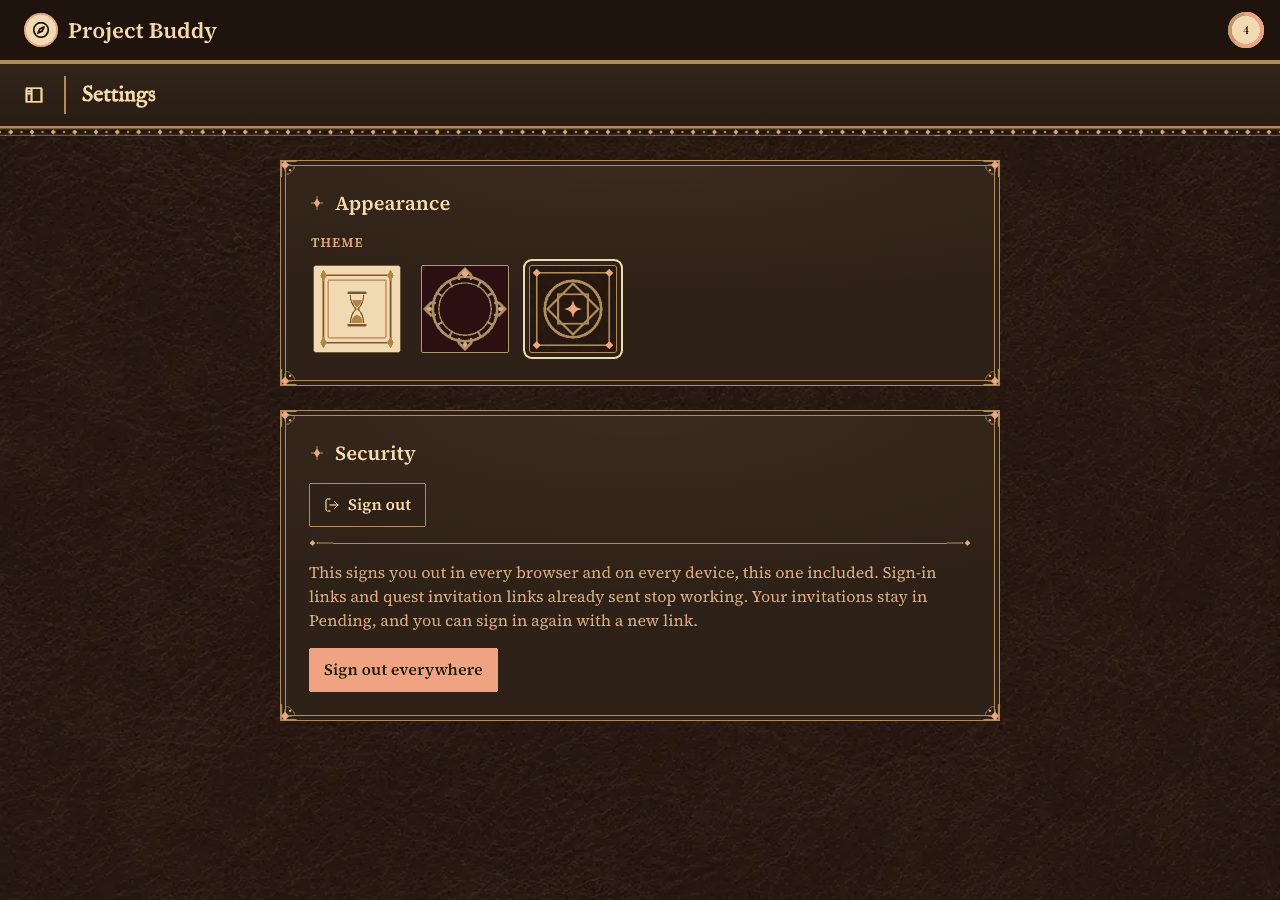 Project Buddy
4
Settings
Appearance
THEME
Security
Sign out
This signs you out in every browser and on every device, this one included. Sign-in
links and quest invitation links already sent stop working. Your invitations stay in
Pending, and you can sign in again with a new link.
Sign out everywhere